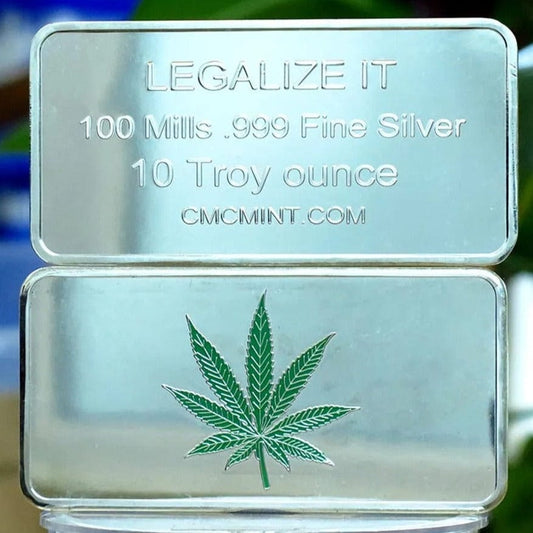 LEGALIZE IT
100 Mills .999 Fine Silver
10 Troy ounce
CMCMINT.COM